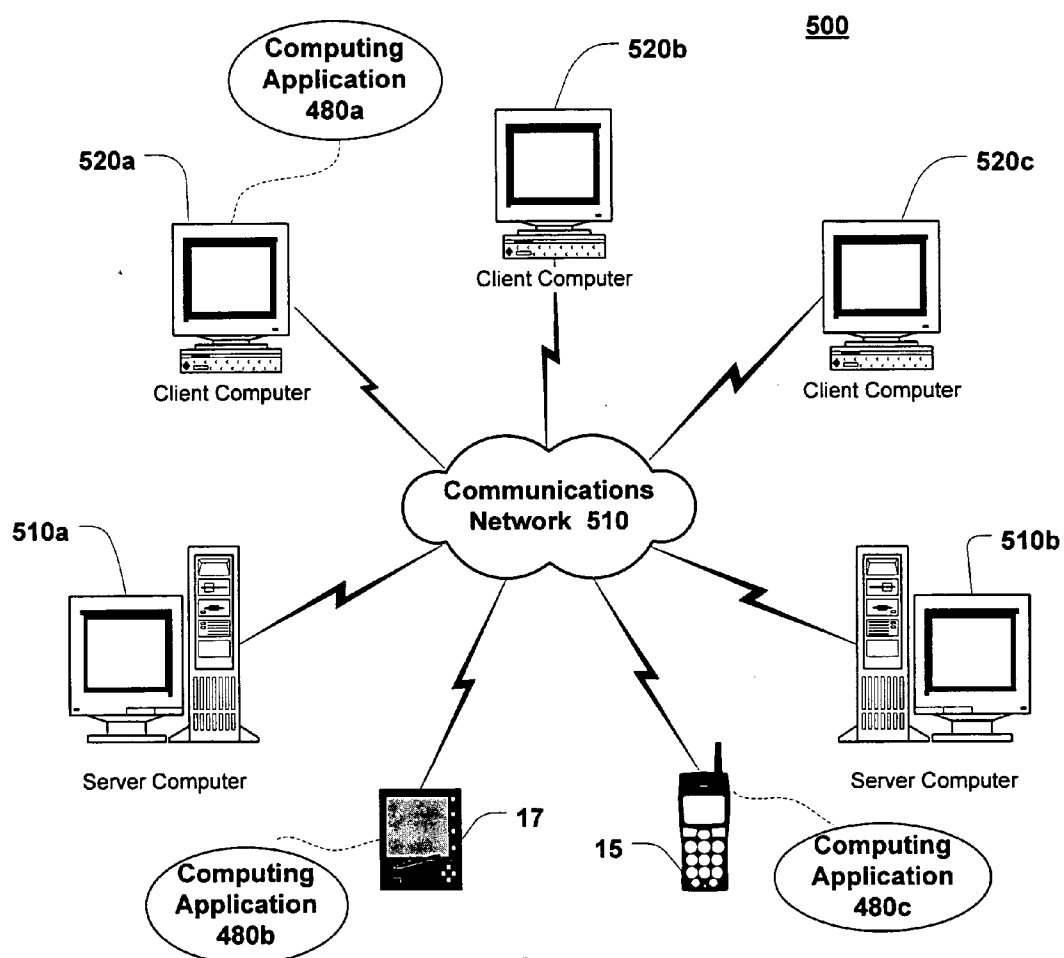 500
Computing
Application
480a
520b
520a
520c
Client Computer
Client Computer
Client Computer
Communications
Network 510
510a
510b
Server Computer
Server Computer
17
15
Computing
Application
480b
Computing
Application
480c